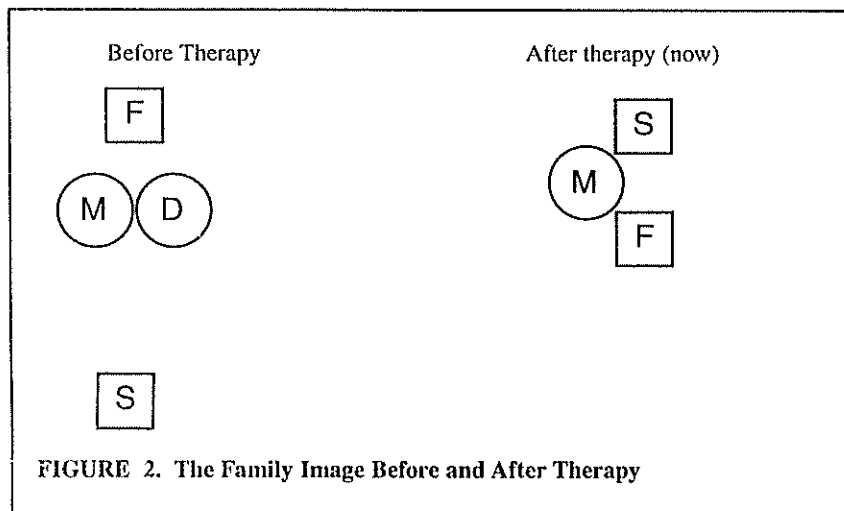 Before Therapy After therapy (now)
F
S
M D
M
F
S
FIGURE 2. The Family Image Before and After Therapy